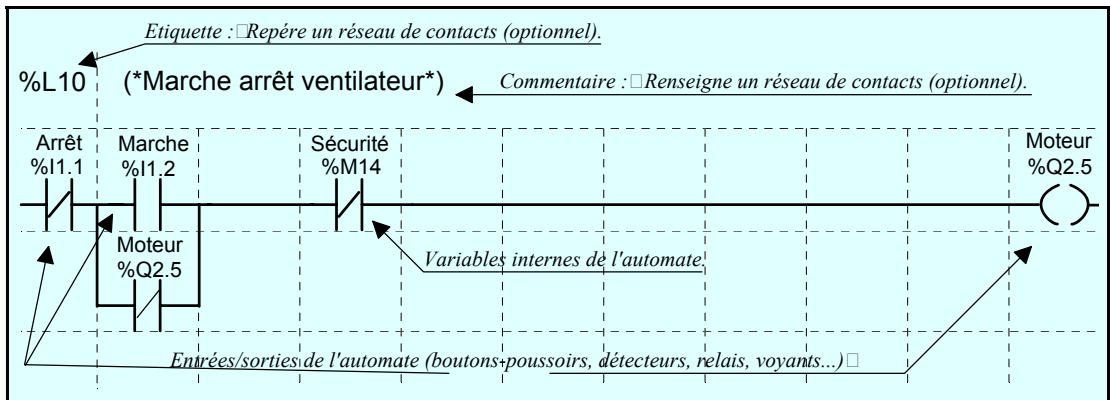 Etiquette : □Repére un réseau de contacts (optionnel).
%L10 (*Marche arrêt ventilateur*)
Commentaire : □Renseigne un réseau de contacts (optionnel).
Arrêt Marche Sécurité Moteur
%I1.1 %I1.2 %M14 %Q2.5
Moteur
%Q2.5
Variables internes de l'automate.
Entrées/sorties de l'automate (boutons-poussoirs, détecteurs, relais, voyants...) □